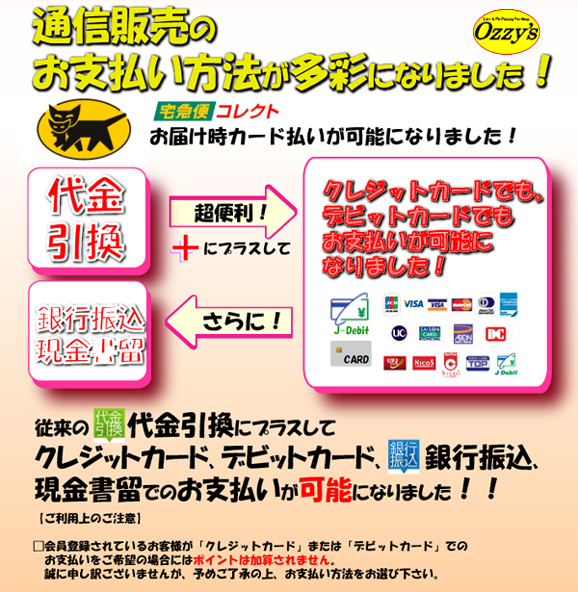 通信販売の
Ozzy's
お支払い方法が多彩になりました！
宅急便コレクト
お届け時カード払いが可能になりました！
代金
引換
超便利！
＋にプラスして
クレジットカードでも、
デビットカードでも
お支払いが可能に
なりました！
銀行振込
現金書留
さらに！
J-Debit
JCB VISA VISA MasterCard Diners Club
UC SAISON CARD AEON DC
CARD
UFJ NICOS NICOS TOP J-Debit
従来の 代金引換 代金引換にプラスして
クレジットカード、デビットカード、 銀行振込 銀行振込、
現金書留でのお支払いが可能になりました！！
【ご利用上のご注意】
□会員登録されているお客様が「クレジットカード」または「デビットカード」での
お支払いをご希望の場合にはポイントは加算されません。
誠に申し訳ございませんが、予めご了承の上、お支払い方法をお選び下さい。